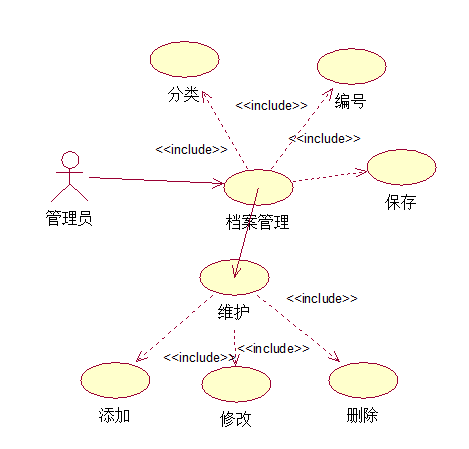 分类
<<include>>
编号
<<include>>
<<include>>
保存
管理员
档案管理
<<include>>
维护
<<include>>
<<include>>
添加
修改
删除